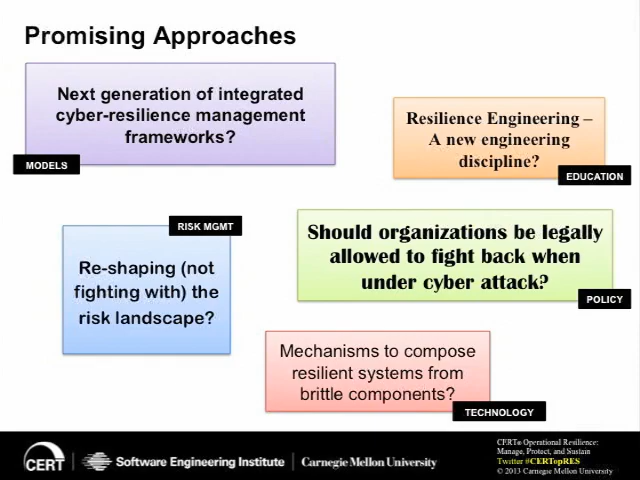 Promising Approaches
Next generation of integrated
cyber-resilience management
frameworks?
MODELS
Resilience Engineering –
A new engineering
discipline?
EDUCATION
RISK MGMT
Re-shaping (not
fighting with) the
risk landscape?
Should organizations be legally
allowed to fight back when
under cyber attack?
POLICY
Mechanisms to compose
resilient systems from
brittle components?
TECHNOLOGY
CERT
Software Engineering Institute
Carnegie Mellon University
CERT® Operational Resilience:
Manage, Protect, and Sustain
Twitter #CERTopRES
© 2013 Carnegie Mellon University